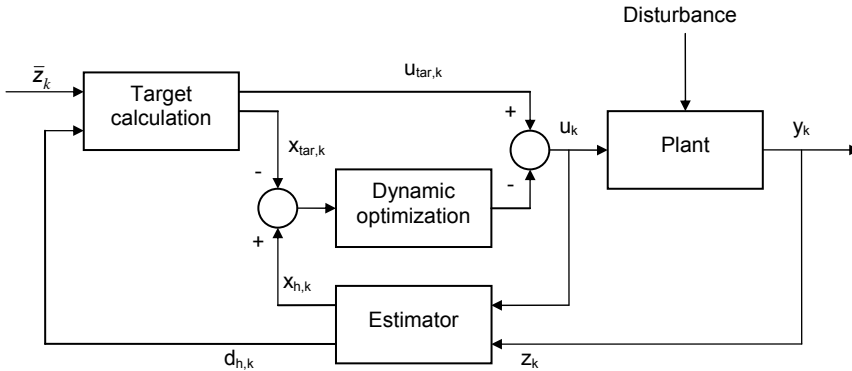 Disturbance
z̄k
Target
calculation
utar,k
+
uk
Plant
yk
xtar,k
-
-
Dynamic
optimization
+
xh,k
Estimator
dh,k
zk